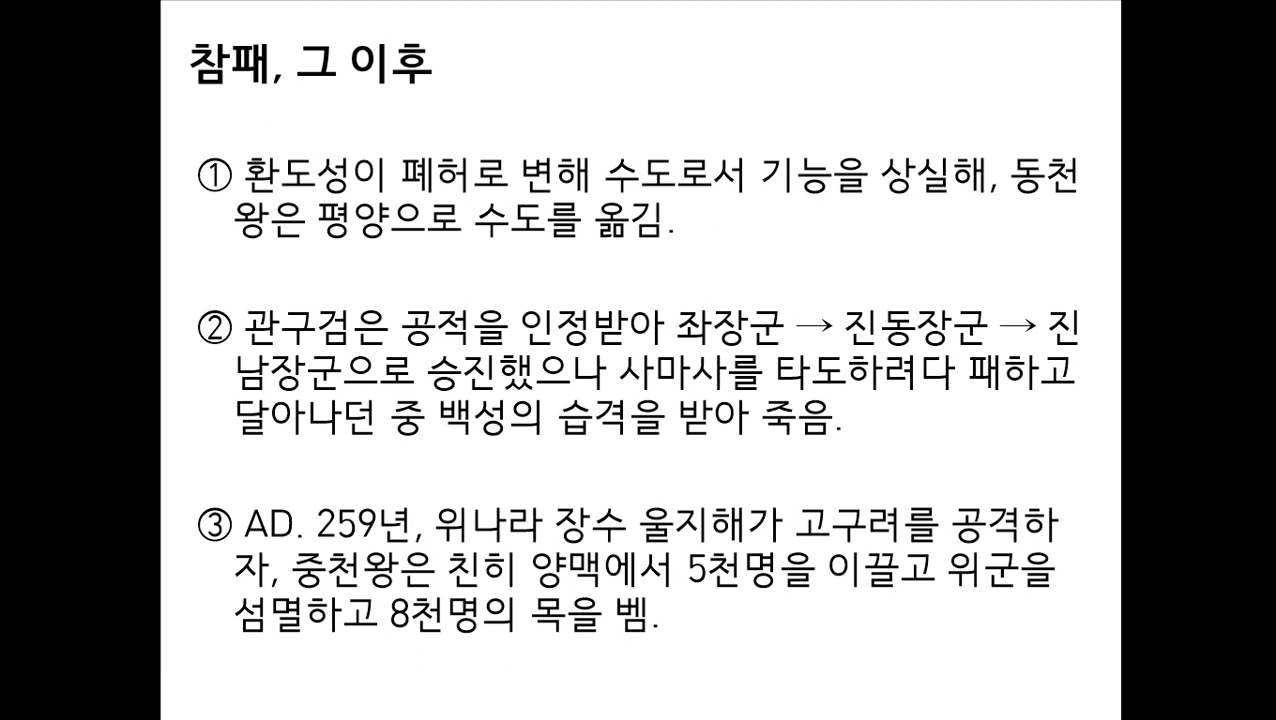 참패, 그 이후
① 환도성이 폐허로 변해 수도로서 기능을 상실해, 동천
왕은 평양으로 수도를 옮김.
② 관구검은 공적을 인정받아 좌장군 → 진동장군 → 진
남장군으로 승진했으나 사마사를 타도하려다 패하고
달아나던 중 백성의 습격을 받아 죽음.
③ AD. 259년, 위나라 장수 울지해가 고구려를 공격하
자, 중천왕은 친히 양맥에서 5천명을 이끌고 위군을
섬멸하고 8천명의 목을 벰.